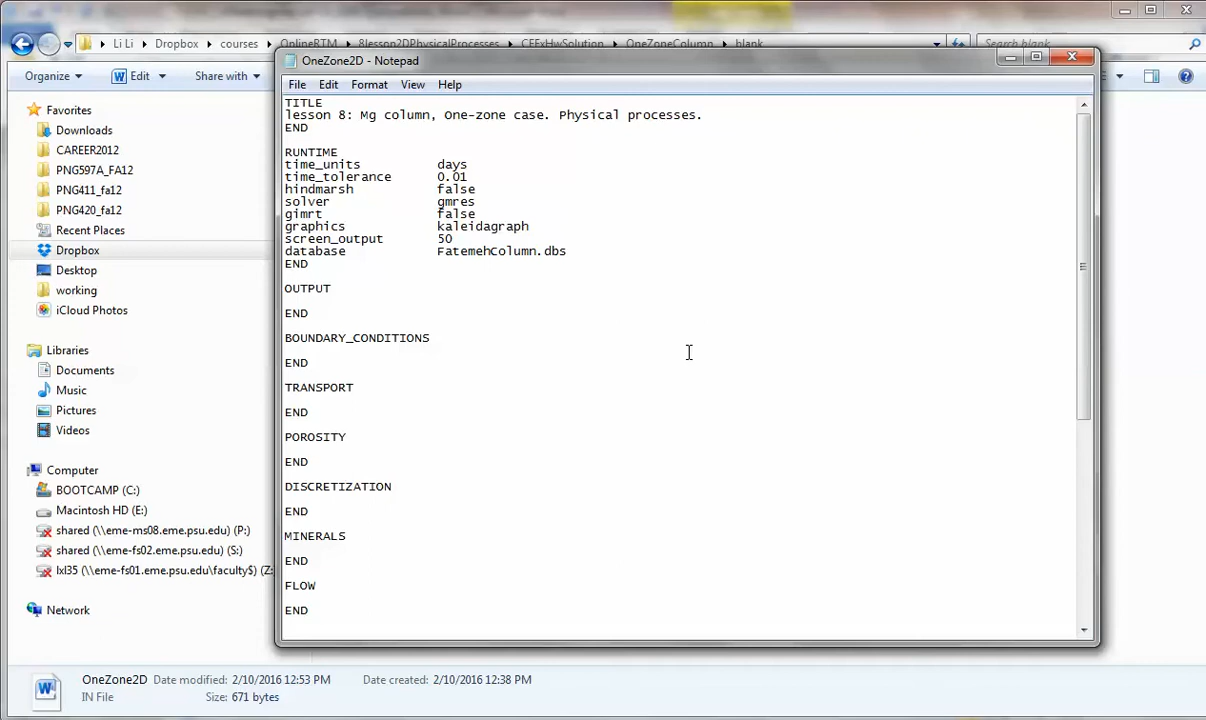 Li Li
Dropbox
courses
OnlineRTM
8lesson2DPhysicalProcesses
CEExHwSolution
OneZoneColumn
blank
Search blank
Organize
Edit
Share with
Favorites
Downloads
CAREER2012
PNG597A_FA12
PNG411_fa12
PNG420_fa12
Recent Places
Dropbox
Desktop
working
iCloud Photos
Libraries
Documents
Music
Pictures
Videos
Computer
BOOTCAMP (C:)
Macintosh HD (E:)
shared (\\eme-ms08.eme.psu.edu) (P:)
shared (\\eme-fs02.eme.psu.edu) (S:)
lxl35 (\\eme-fs01.eme.psu.edu\faculty$) (Z:
Network
OneZone2D - Notepad
File Edit Format View Help
TITLE
lesson 8: Mg column, One-zone case. Physical processes.
END
RUNTIME
time_units days
time_tolerance 0.01
hindmarsh false
solver gmres
gimrt false
graphics kaleidagraph
screen_output 50
database FatemehColumn.dbs
END
OUTPUT
END
BOUNDARY_CONDITIONS
END
TRANSPORT
END
POROSITY
END
DISCRETIZATION
END
MINERALS
END
FLOW
END
OneZone2D Date modified: 2/10/2016 12:53 PM Date created: 2/10/2016 12:38 PM
IN File Size: 671 bytes